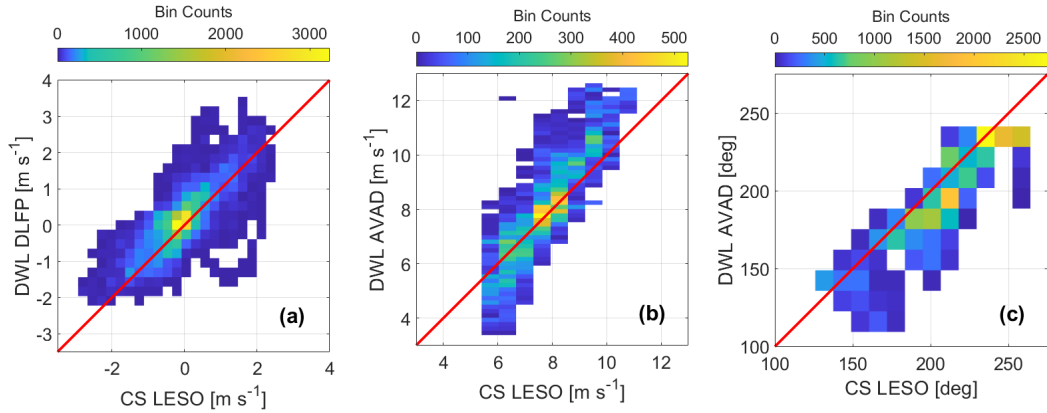 Bin Counts
0 1000 2000 3000
DWL DLFP [m s⁻¹]
4
3
2
1
0
-1
-2
-3
(a)
-2 0 2 4
CS LESO [m s⁻¹]
Bin Counts
0 100 200 300 400 500
DWL AVAD [m s⁻¹]
12
10
8
6
4
(b)
4 6 8 10 12
CS LESO [m s⁻¹]
Bin Counts
0 500 1000 1500 2000 2500
DWL AVAD [deg]
250
200
150
100
(c)
100 150 200 250
CS LESO [deg]